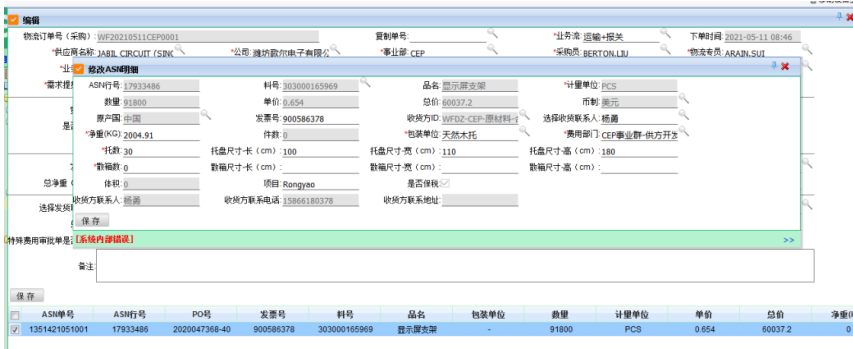 编辑
物流订单号（采购）: WF20210511CEP0001 复制单号: *业务流 运输+报关 下单时间 2021-05-11 08:46
*供应商名称: JABIL CIRCUIT (SINC *公司: 潍坊歌尔电子有限公 *事业部: CEP *采购员: BERTON.LIU *物流专员: ARAIN.SUI
修改ASN明细
ASN行号: 17933486 料号: 303000165969 品名: 显示屏支架 *计量单位: PCS
数量: 91800 单价: 0.654 总价: 60037.2 币制: 美元
原产国: 中国 发票号: 900586378 收货方ID: WFDZ-CEP-原材料- 选择收货联系人: 杨勇
*净重(KG): 2004.91 件数: 0 *包装单位: 天然木托 *费用部门: CEP事业群-供方开发
*托数: 30 托盘尺寸-长（cm）: 100 托盘尺寸-宽（cm）: 110 托盘尺寸-高（cm）: 180
*散箱数: 0 散箱尺寸-长（cm）: 散箱尺寸-宽（cm）: 散箱尺寸-高（cm）:
体积: 0 项目: Rongyao 是否保税
收货方联系人: 杨勇 收货方联系电话: 15866180378 收货方联系地址:
保存
[系统内部错误] >>
*需求提
是
总净重（
选择发货
特殊费用审批单是
备注:
保存
ASN单号 ASN行号 PO号 发票号 料号 品名 包装单位 数量 计量单位 单价 总价 净重(
1351421051001 17933486 2020047368-40 900586378 303000165969 显示屏支架 - 91800 PCS 0.654 60037.2 0